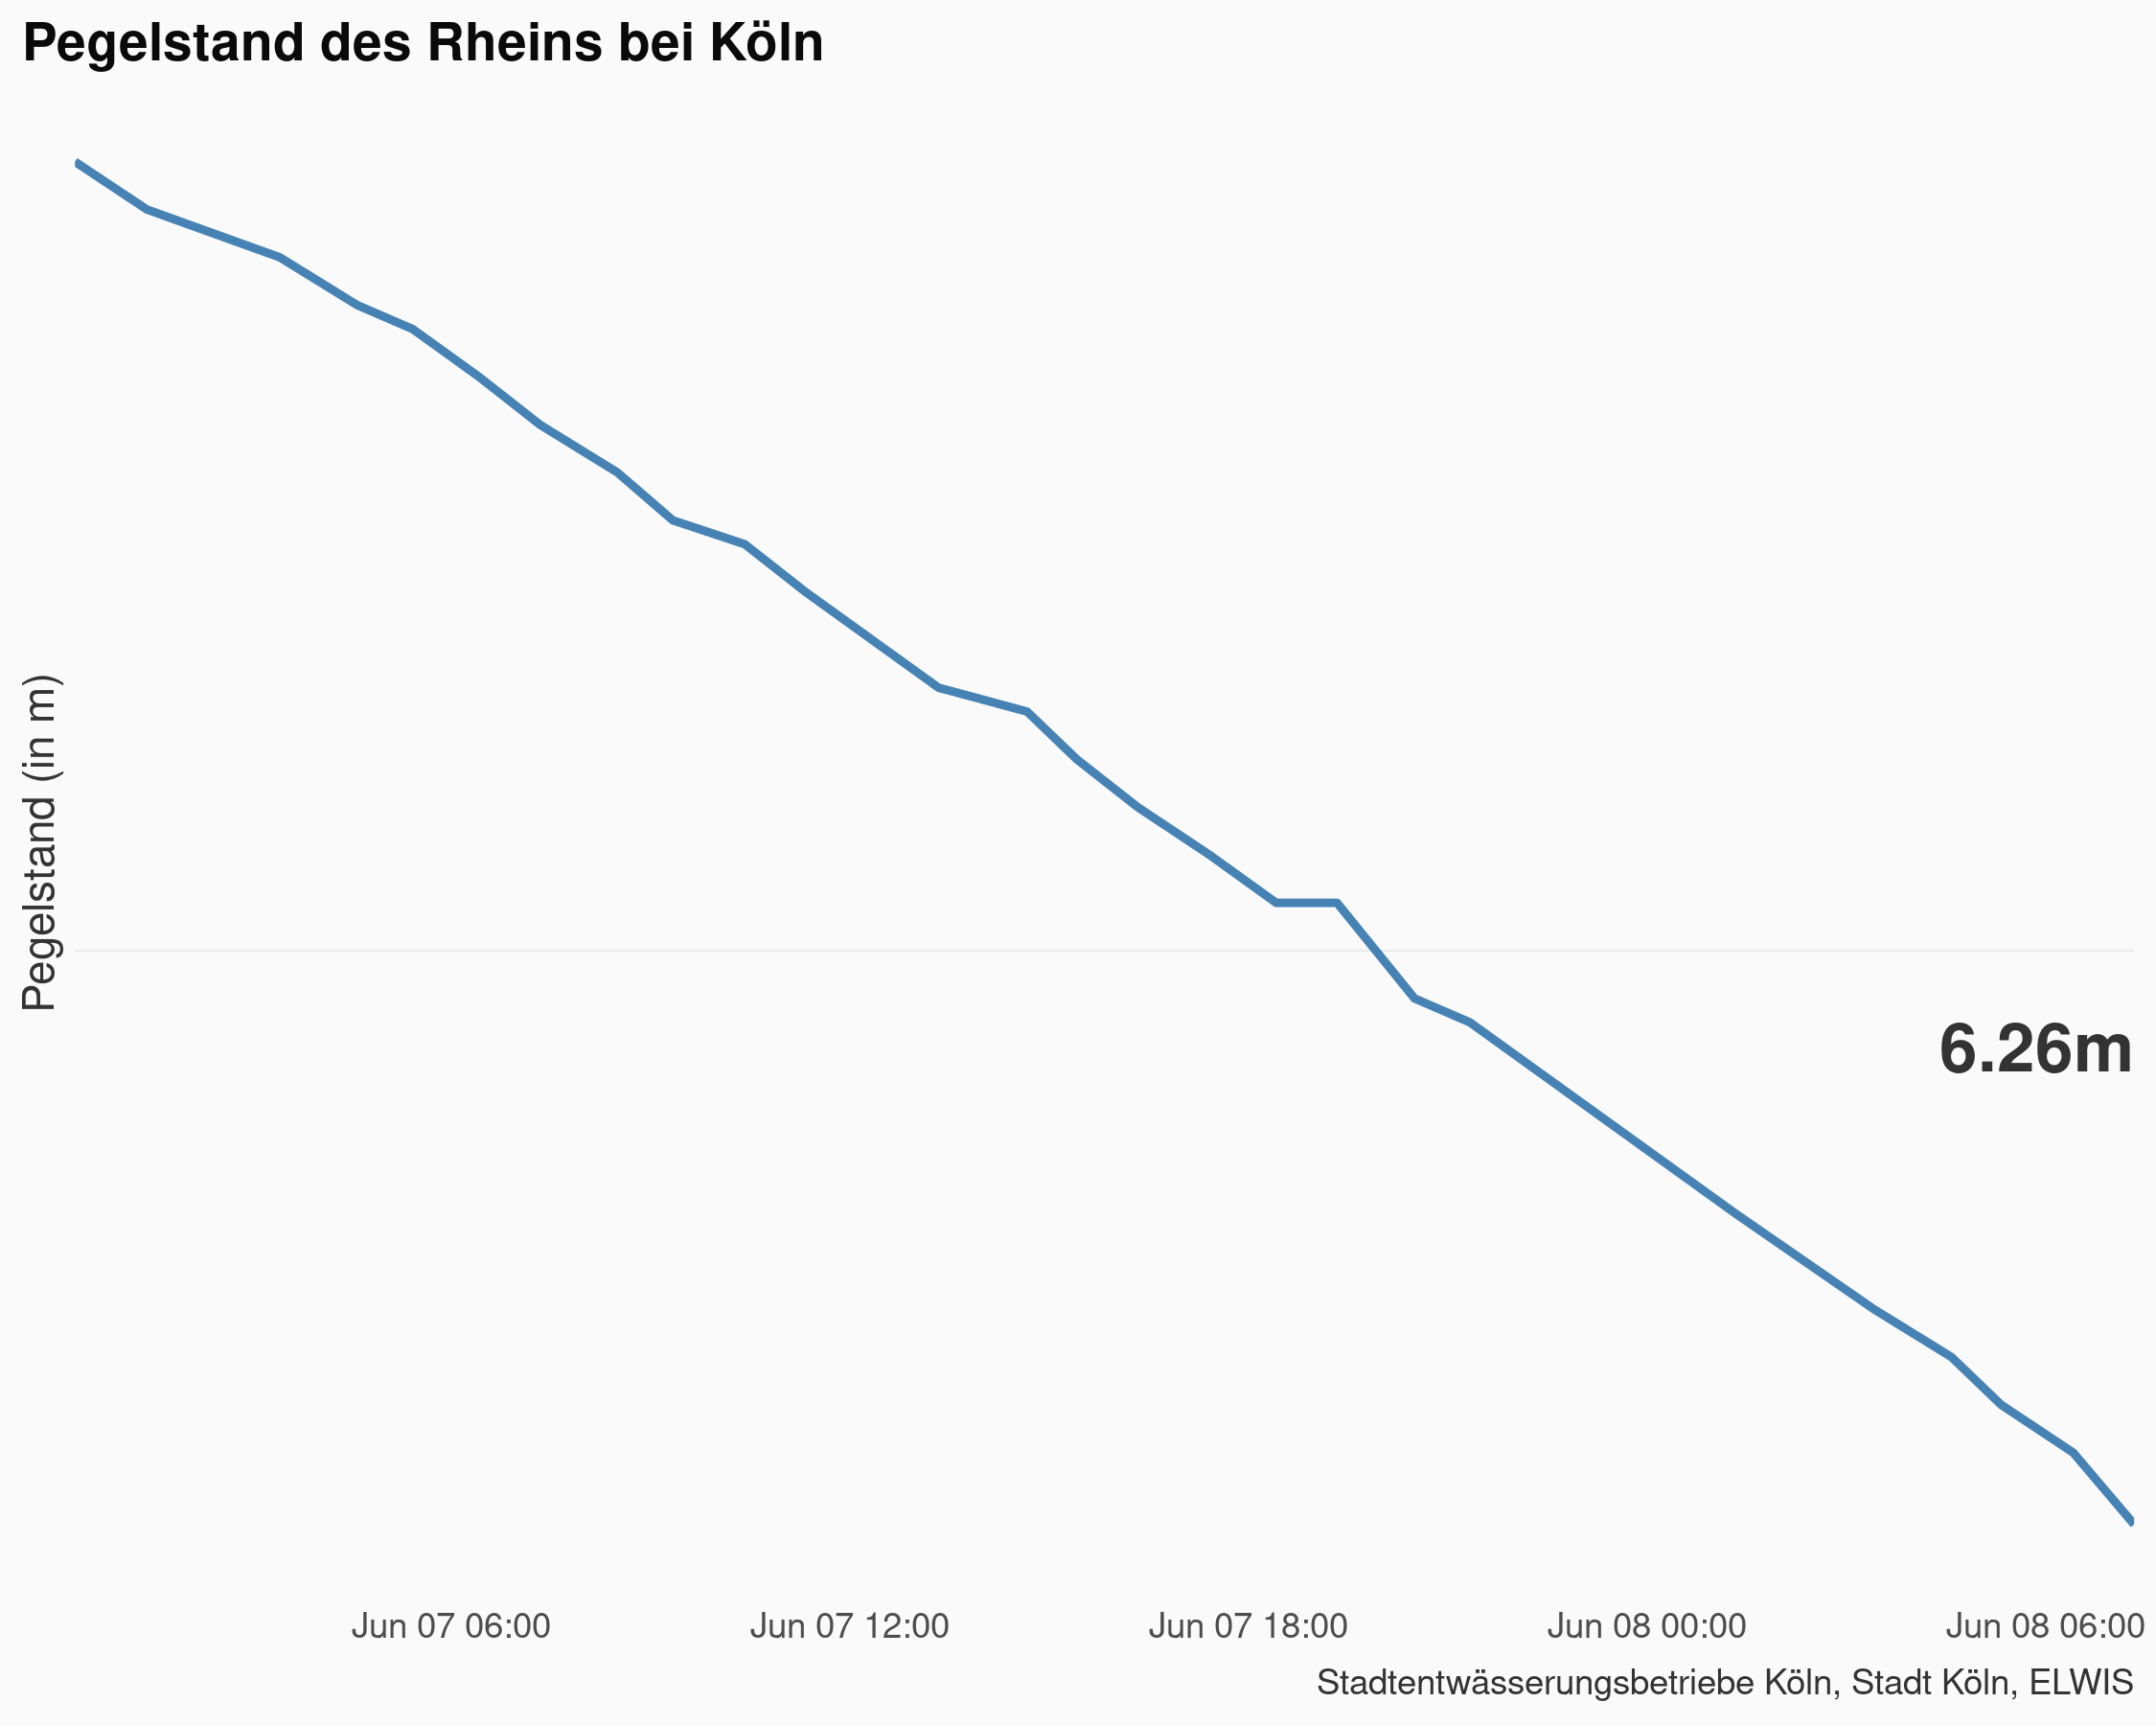 Pegelstand des Rheins bei Köln
Pegelstand (in m)
6.26m
Jun 07 06:00
Jun 07 12:00
Jun 07 18:00
Jun 08 00:00
Jun 08 06:00
Stadtentwässerungsbetriebe Köln, Stadt Köln, ELWIS